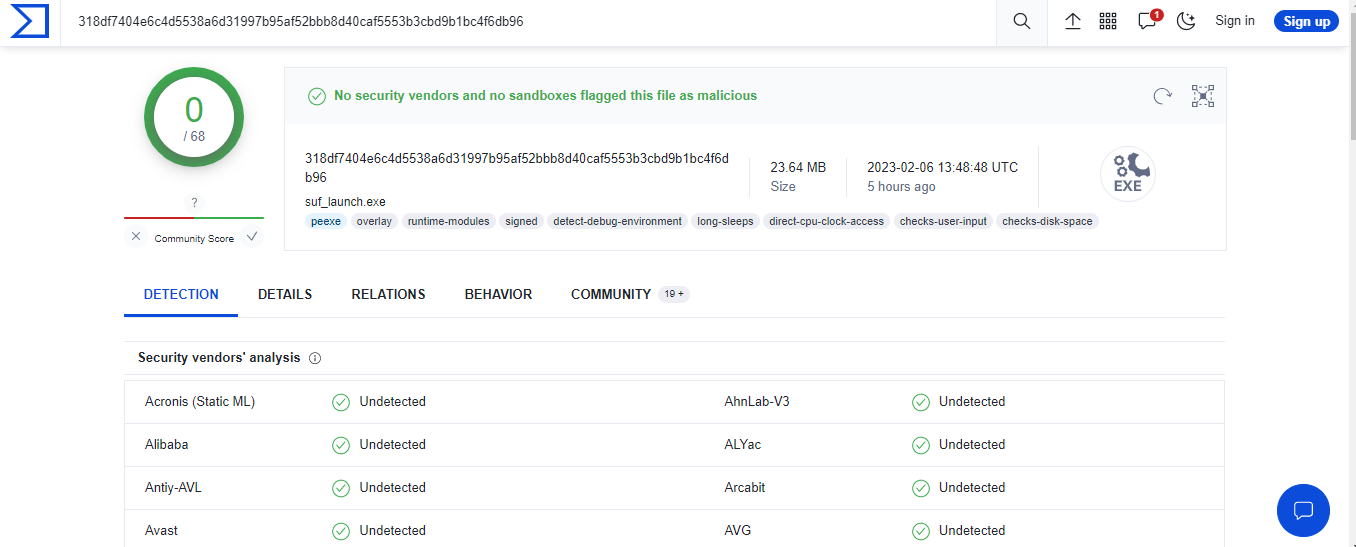 318df7404e6c4d5538a6d31997b95af52bbb8d40caf5553b3cbd9b1bc4f6db96
1
Sign in
Sign up
0
/ 68
?
Community Score
No security vendors and no sandboxes flagged this file as malicious
318df7404e6c4d5538a6d31997b95af52bbb8d40caf5553b3cbd9b1bc4f6d
b96
suf_launch.exe
23.64 MB
Size
2023-02-06 13:48:48 UTC
5 hours ago
EXE
peexe overlay runtime-modules signed detect-debug-environment long-sleeps direct-cpu-clock-access checks-user-input checks-disk-space
DETECTION DETAILS RELATIONS BEHAVIOR COMMUNITY 19 +
Security vendors' analysis
Acronis (Static ML) Undetected AhnLab-V3 Undetected
Alibaba Undetected ALYac Undetected
Antiy-AVL Undetected Arcabit Undetected
Avast Undetected AVG Undetected